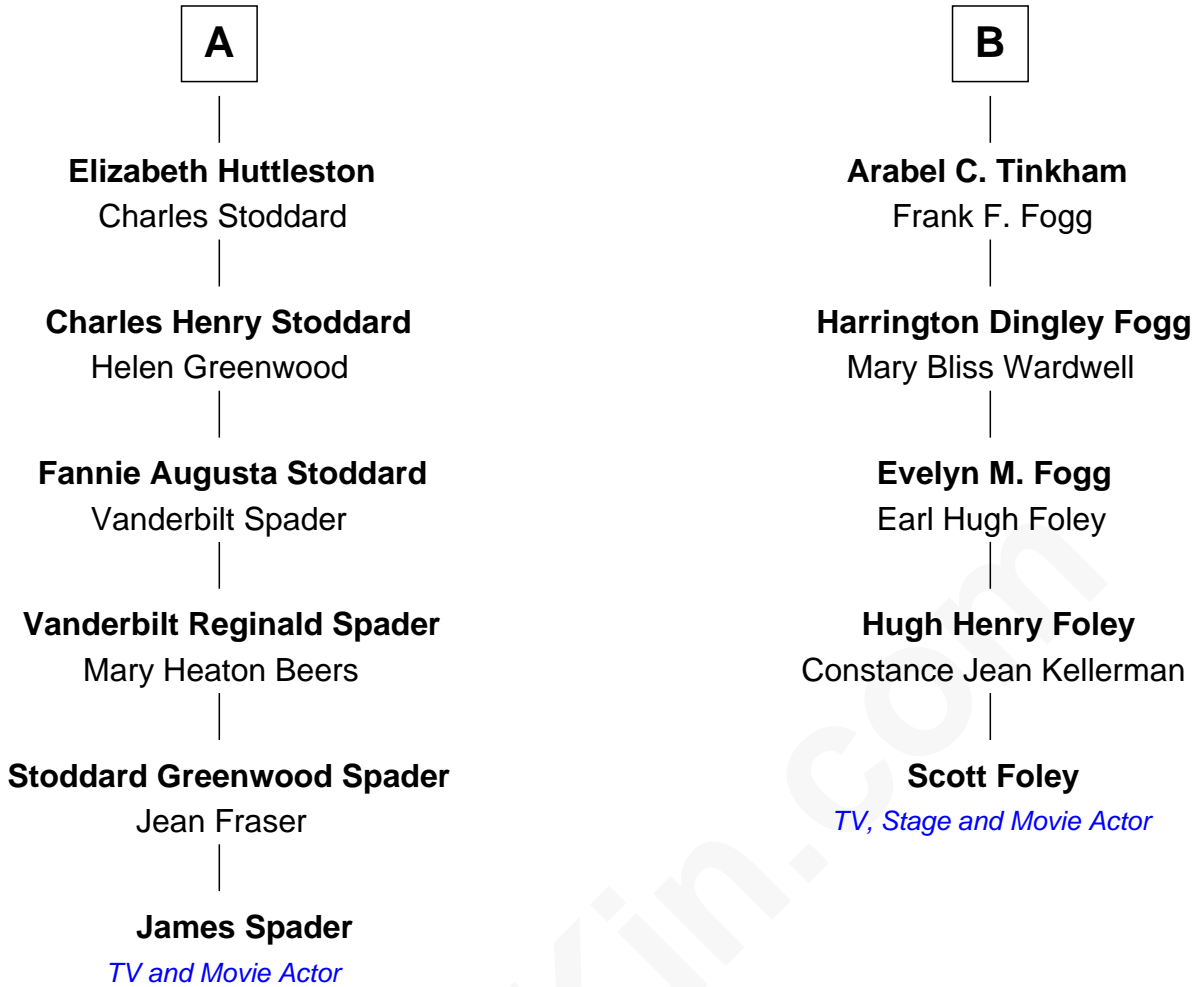 A
Elizabeth Huttleston
Charles Stoddard
Charles Henry Stoddard
Helen Greenwood
Fannie Augusta Stoddard
Vanderbilt Spader
Vanderbilt Reginald Spader
Mary Heaton Beers
Stoddard Greenwood Spader
Jean Fraser
James Spader
TV and Movie Actor
B
Arabel C. Tinkham
Frank F. Fogg
Harrington Dingley Fogg
Mary Bliss Wardwell
Evelyn M. Fogg
Earl Hugh Foley
Hugh Henry Foley
Constance Jean Kellerman
Scott Foley
TV, Stage and Movie Actor
Kin.com